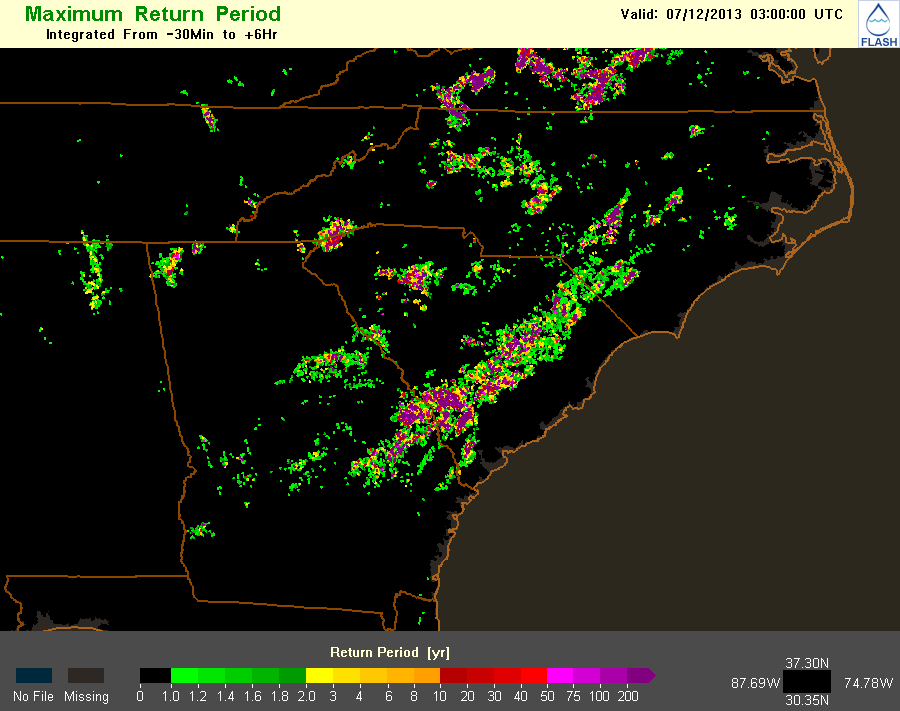 Maximum Return Period
Integrated From -30Min to +6Hr
Valid: 07/12/2013 03:00:00 UTC
FLASH
Return Period [yr]
No File
Missing
0 1.0 1.2 1.4 1.6 1.8 2.0 3 4 6 8 10 20 30 40 50 75 100 200
37.30N
87.69W
74.78W
30.35N